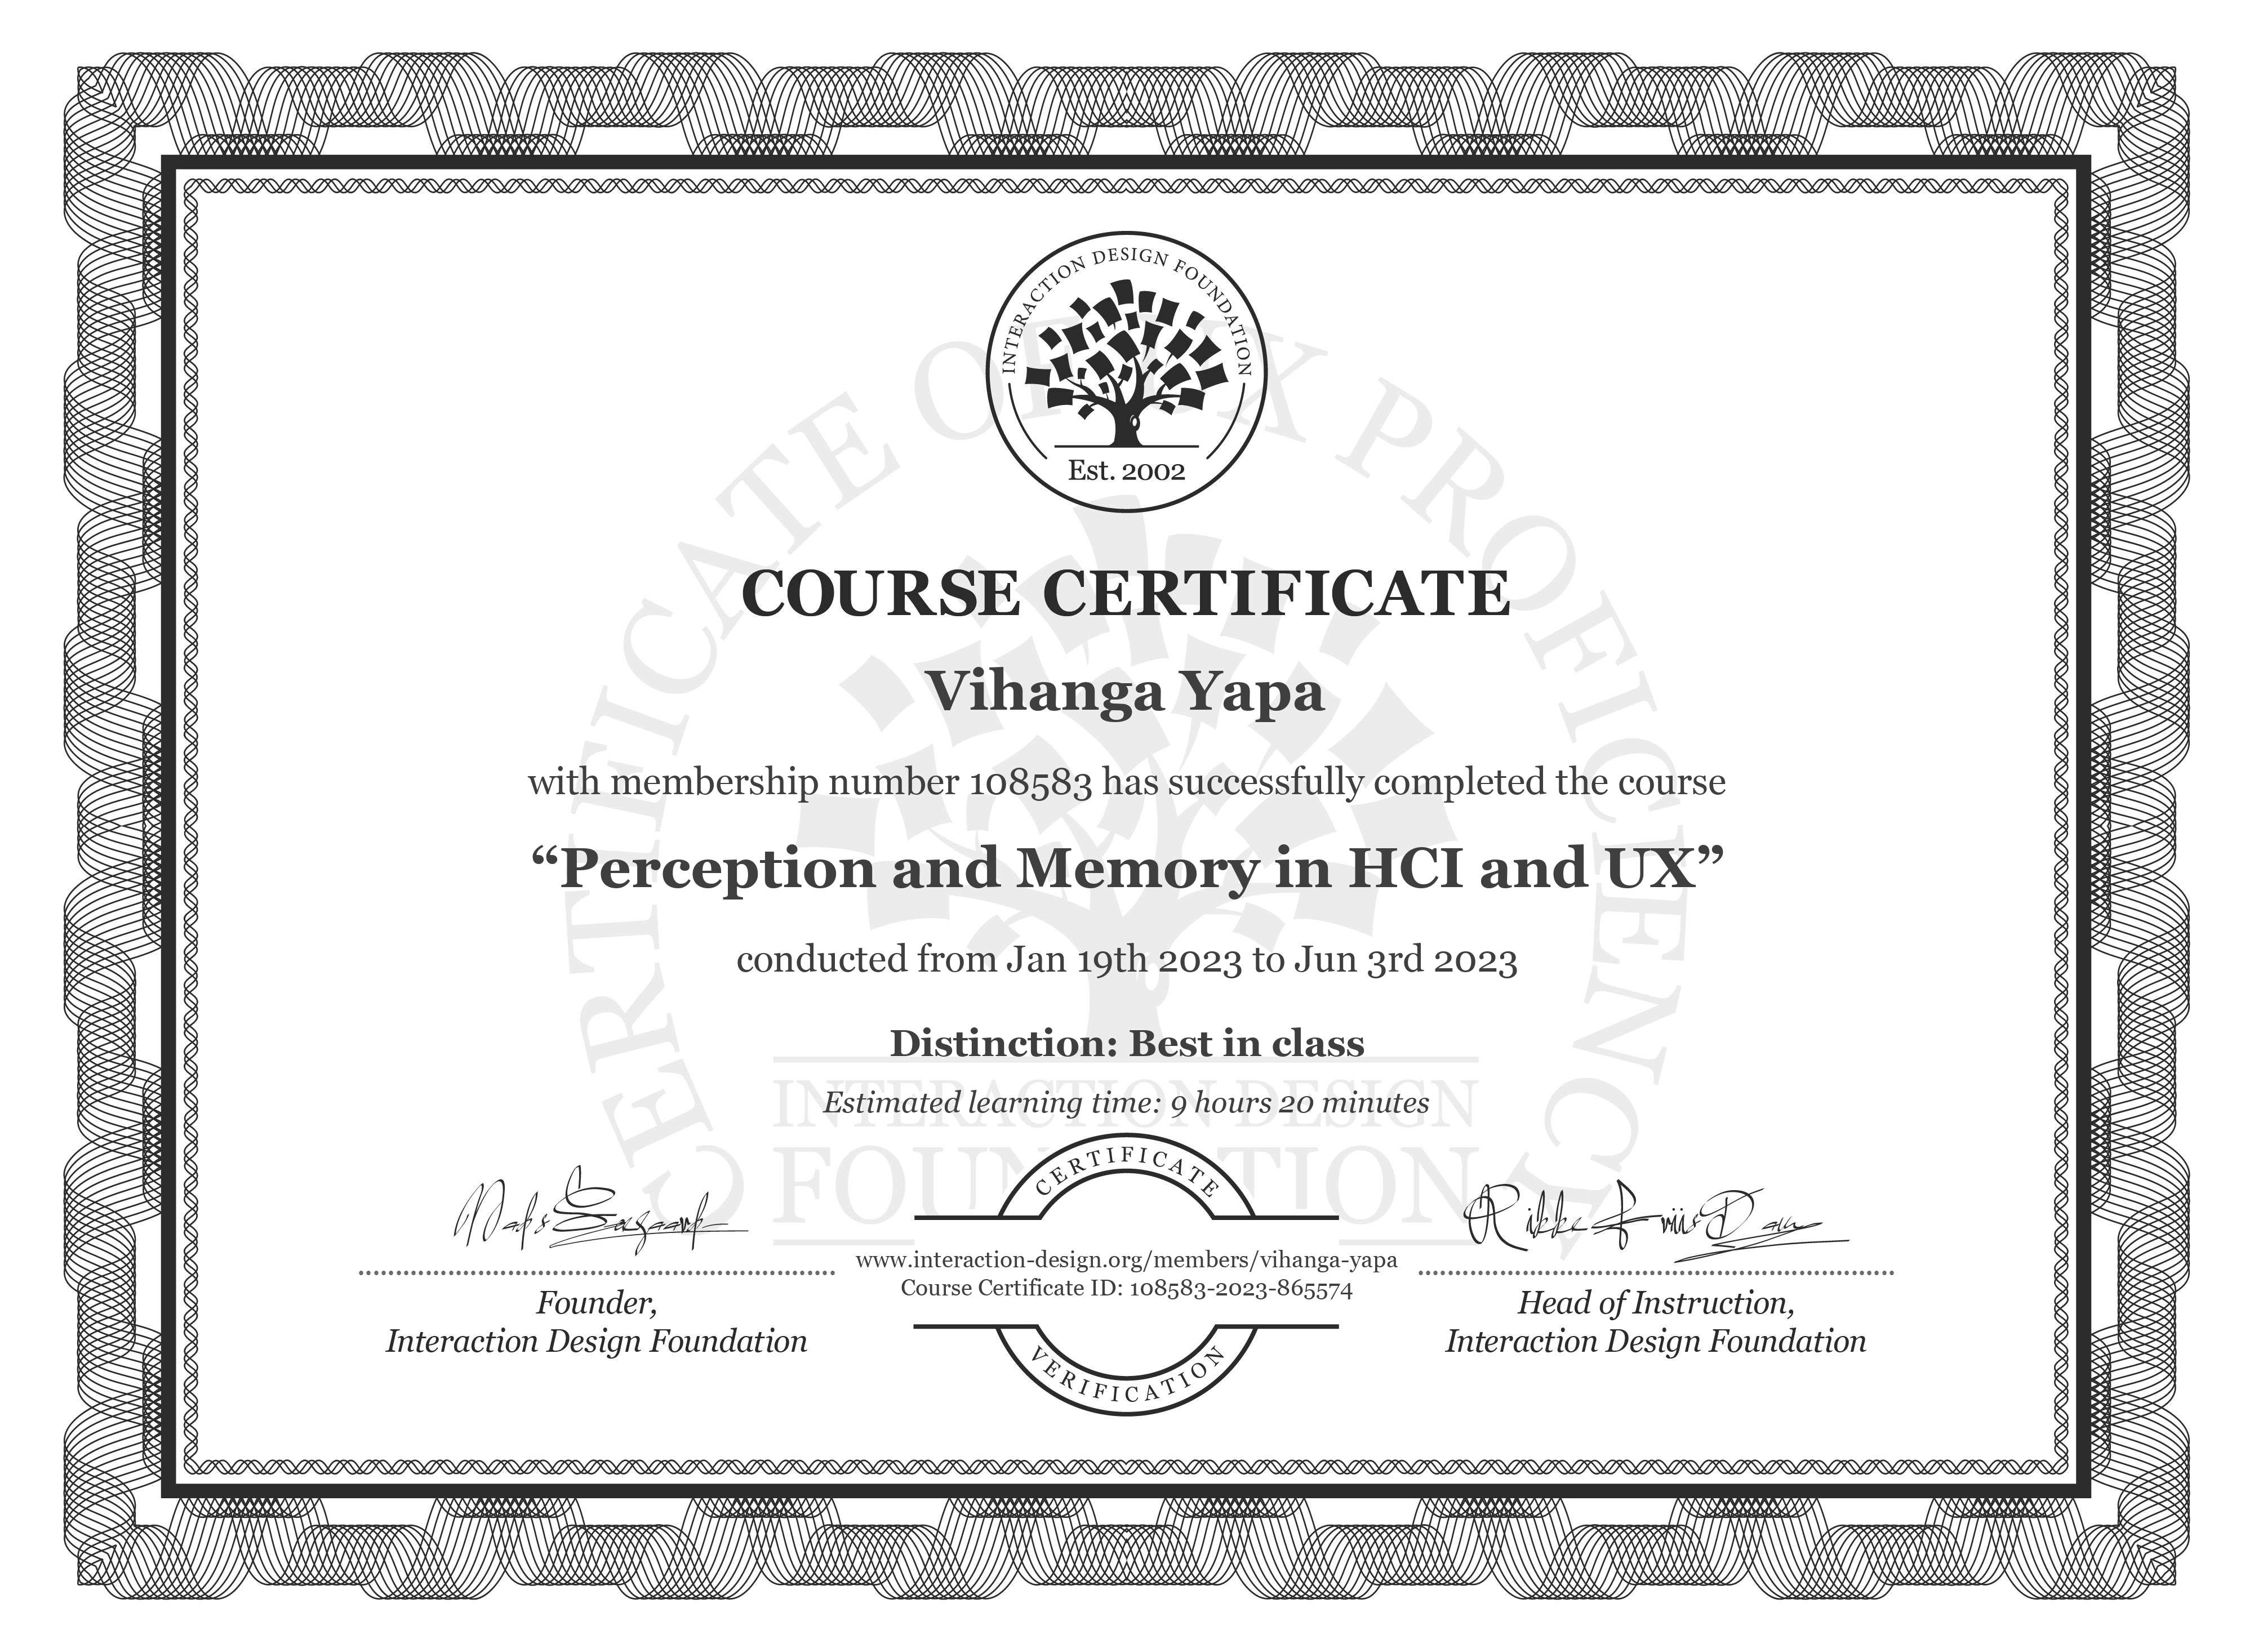 INTERACTION DESIGN FOUNDATION
Est. 2002
CERTIFICATE OF UX PROFICIENCY
COURSE CERTIFICATE
Vihanga Yapa
with membership number 108583 has successfully completed the course
“Perception and Memory in HCI and UX”
conducted from Jan 19th 2023 to Jun 3rd 2023
Distinction: Best in class
INTERACTION DESIGN
FOUNDATION
Estimated learning time: 9 hours 20 minutes
CERTIFICATE
www.interaction-design.org/members/vihanga-yapa
Course Certificate ID: 108583-2023-865574
VERIFICATION
Mads Soegaard
Founder,
Interaction Design Foundation
Rikke Friis Dam
Head of Instruction,
Interaction Design Foundation